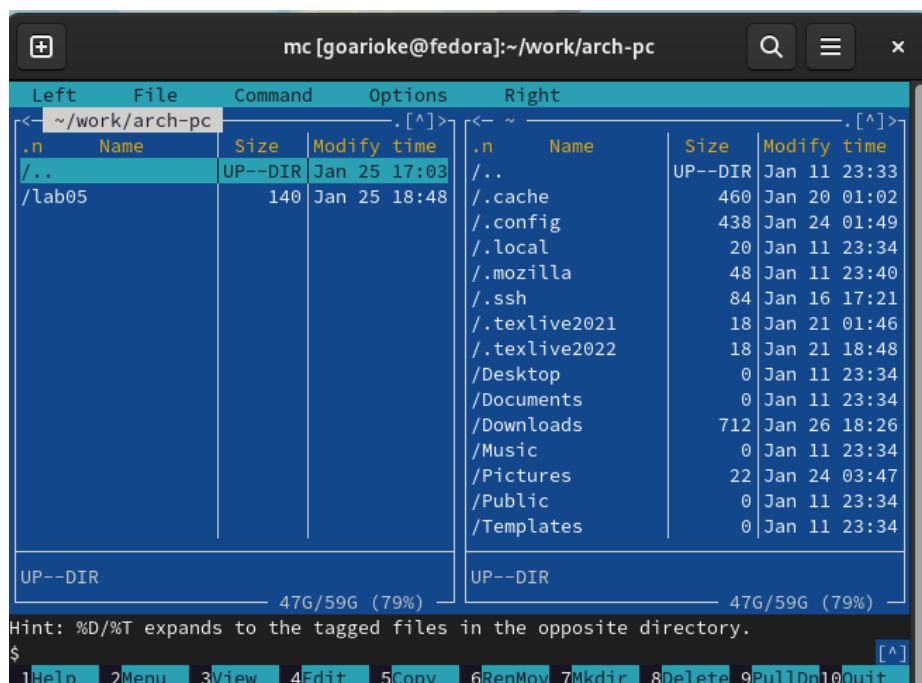 mc [goarioke@fedora]:~/work/arch-pc
Left File Command Options Right
<─ ~/work/arch-pc .[^]> <─ ~ .[^]>
.n Name Size Modify time .n Name Size Modify time
/.. UP--DIR Jan 25 17:03 /.. UP--DIR Jan 11 23:33
/lab05 140 Jan 25 18:48 /.cache 460 Jan 20 01:02
/.config 438 Jan 24 01:49
/.local 20 Jan 11 23:34
/.mozilla 48 Jan 11 23:40
/.ssh 84 Jan 16 17:21
/.texlive2021 18 Jan 21 01:46
/.texlive2022 18 Jan 21 18:48
/Desktop 0 Jan 11 23:34
/Documents 0 Jan 11 23:34
/Downloads 712 Jan 26 18:26
/Music 0 Jan 11 23:34
/Pictures 22 Jan 24 03:47
/Public 0 Jan 11 23:34
/Templates 0 Jan 11 23:34
UP--DIR UP--DIR
47G/59G (79%) 47G/59G (79%)
Hint: %D/%T expands to the tagged files in the opposite directory.
$ [^]
1Help 2Menu 3View 4Edit 5Copy 6RenMov 7Mkdir 8Delete 9PullDn 10Quit